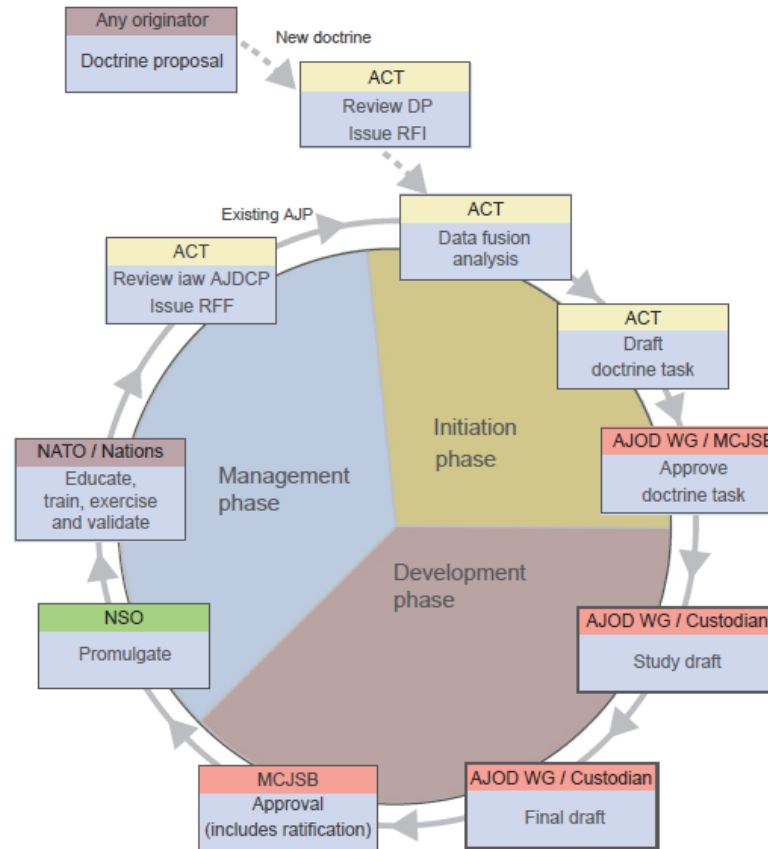 Any originator
Doctrine proposal
New doctrine
ACT
Review DP
Issue RFI
Existing AJP
ACT
Data fusion
analysis
ACT
Review iaw AJDCP
Issue RFF
ACT
Draft
doctrine task
Initiation
phase
AJOD WG / MCJSB
Approve
doctrine task
NATO / Nations
Educate,
train, exercise
and validate
Management
phase
Development
phase
NSO
Promulgate
AJOD WG / Custodian
Study draft
MCJSB
Approval
(includes ratification)
AJOD WG / Custodian
Final draft